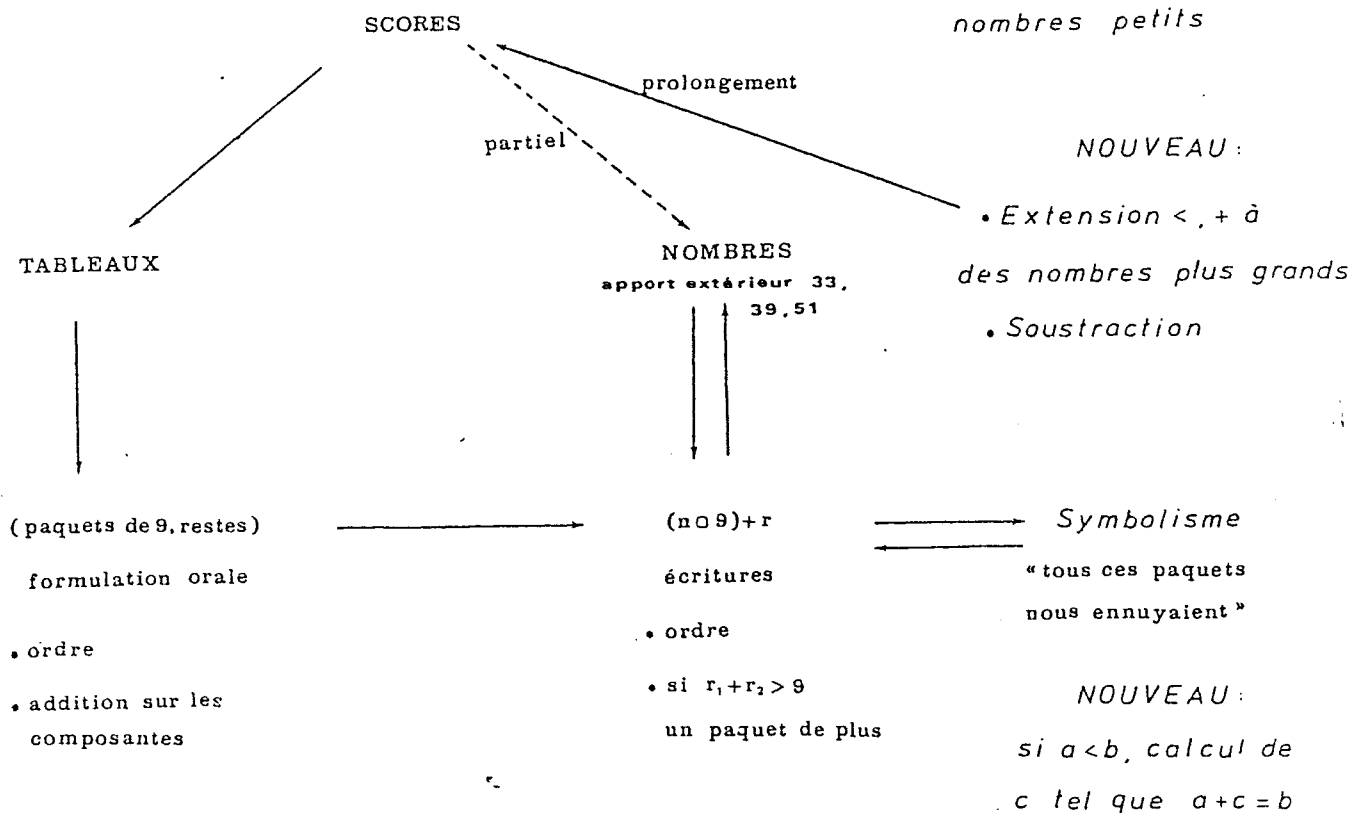 SCORES
nombres petits
prolongement
partiel
NOUVEAU :
• Extension < , + à
des nombres plus grands
• Soustraction
TABLEAUX
NOMBRES
apport extérieur 33,
39,51
(paquets de 9, restes)
formulation orale
• ordre
• addition sur les
composantes
(n □ 9)+r
écritures
• ordre
• si r₁+r₂ > 9
un paquet de plus
Symbolisme
“tous ces paquets
nous ennuyaient”
NOUVEAU :
si a<b, calcul de
c tel que a+c=b